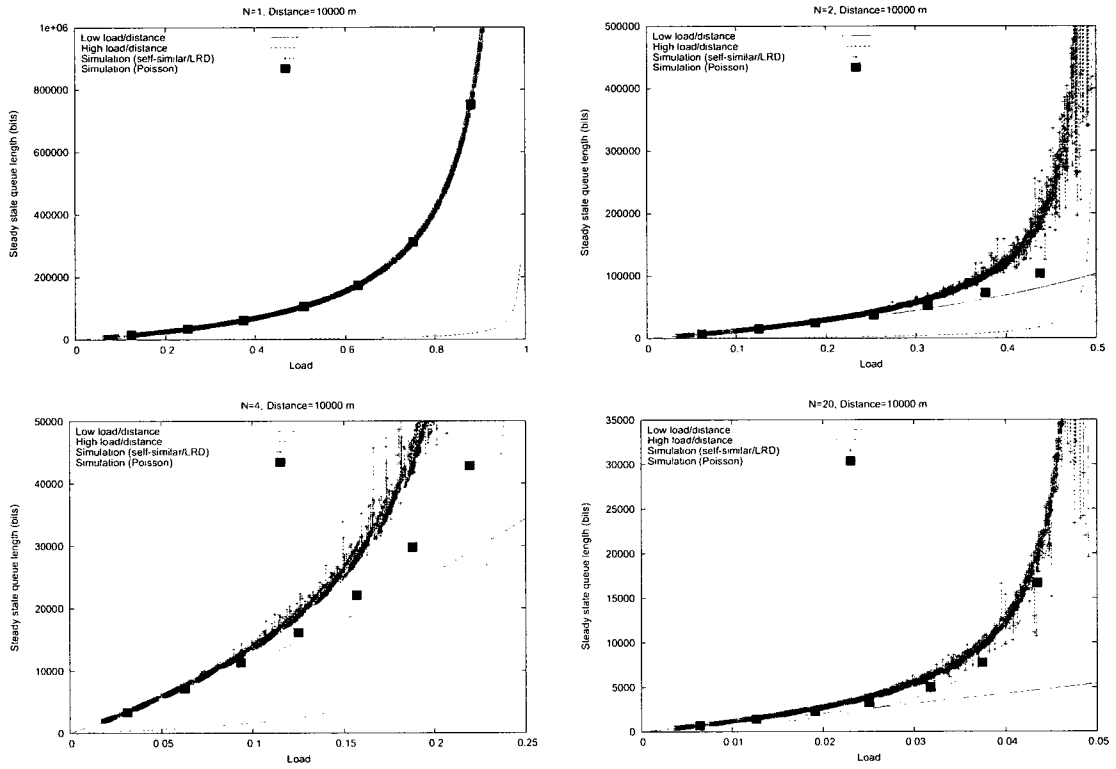 N=1, Distance=10000 m
1e+06
800000
600000
400000
200000
0
Low load/distance
High load/distance
Simulation (self-similar/LRD)
Simulation (Poisson)
Steady state queue length (bits)
0 0.2 0.4 0.6 0.8 1
Load
N=2, Distance=10000 m
500000
400000
300000
200000
100000
0
Low load/distance
High load/distance
Simulation (self-similar/LRD)
Simulation (Poisson)
Steady state queue length (bits)
0 0.1 0.2 0.3 0.4 0.5
Load
N=4, Distance=10000 m
50000
40000
30000
20000
10000
0
Low load/distance
High load/distance
Simulation (self-similar/LRD)
Simulation (Poisson)
Steady state queue length (bits)
0 0.05 0.1 0.15 0.2 0.25
Load
N=20, Distance=10000 m
35000
30000
25000
20000
15000
10000
5000
0
Low load/distance
High load/distance
Simulation (self-similar/LRD)
Simulation (Poisson)
Steady state queue length (bits)
0 0.01 0.02 0.03 0.04 0.05
Load